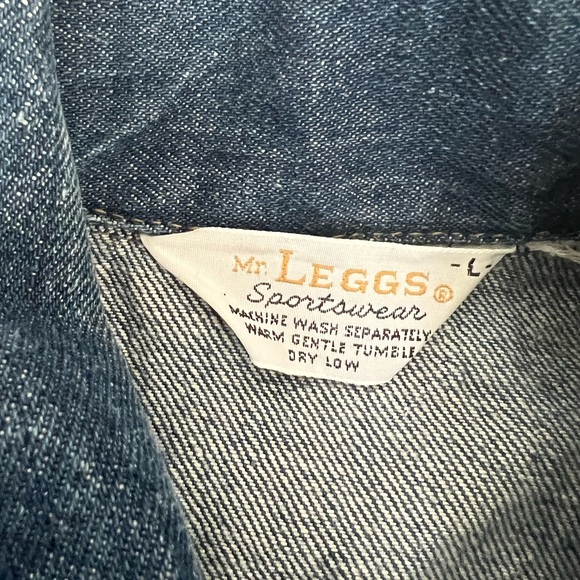 Mr. LEGGS® -L-
Sportswear
MACHINE WASH SEPARATELY
WARM GENTLE TUMBLE
DRY LOW